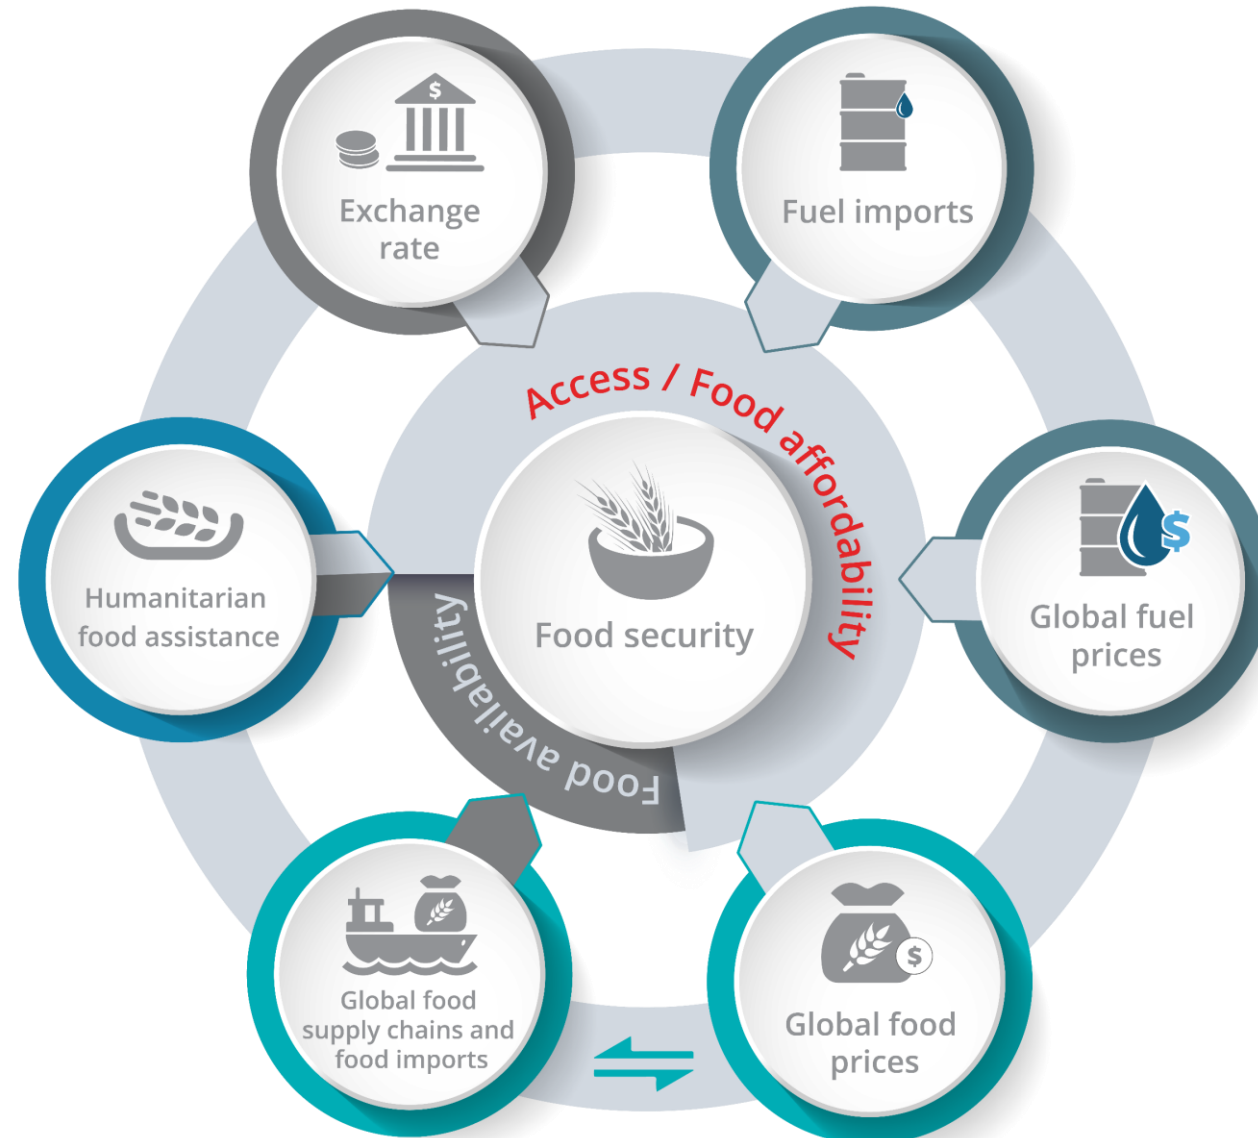 $
Exchange
rate
Fuel imports
Access / Food affordability
$
Global fuel
prices
Humanitarian
food assistance
Food security
Food availability
Global food
supply chains and
food imports
$
Global food
prices